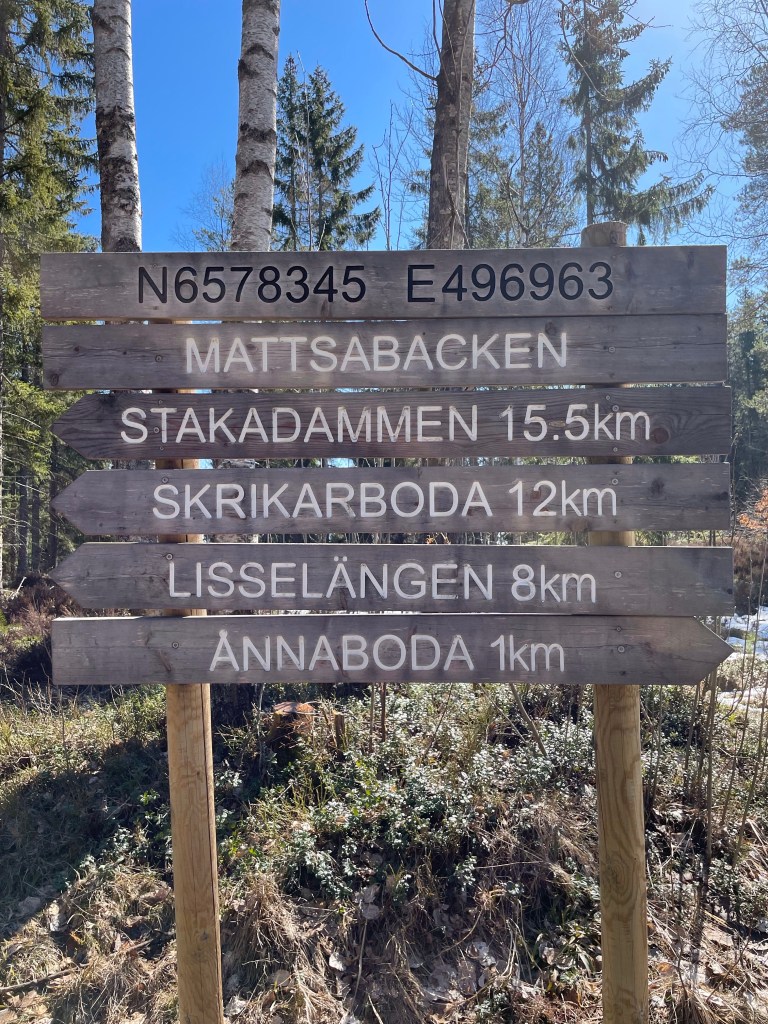 N6578345 E496963
MATTSABACKEN
STAKADAMMEN 15.5km
SKRIKARBODA 12km
LISSELÄNGEN 8km
ÅNNABODA 1km